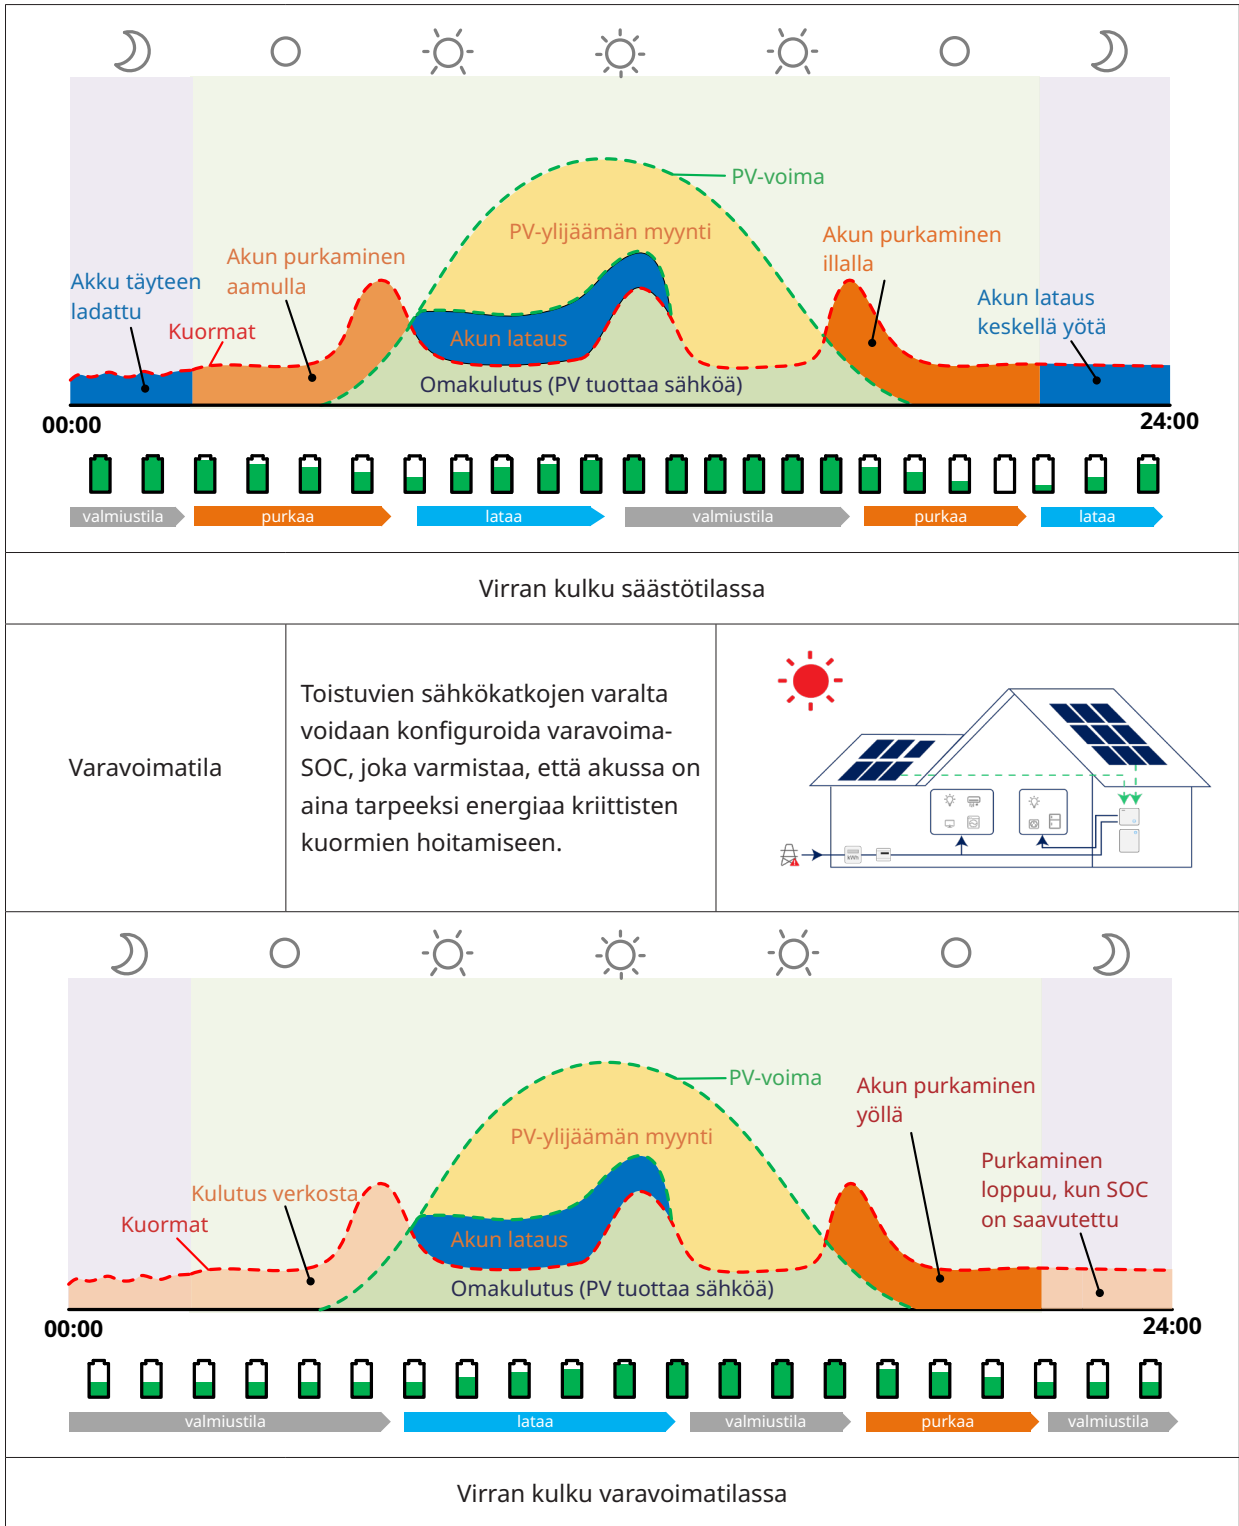 PV-voima
PV-ylijäämän myynti
Akun purkaminen
illalla
Akun purkaminen
aamulla
Akku täyteen
ladattu
Kuormat
Akun lataus
keskellä yötä
Akun lataus
Omakulutus (PV tuottaa sähköä)
00:00
24:00
valmiustila
purkaa
lataa
valmiustila
purkaa
lataa
Virran kulku säästötilassa
Varavoimatila
Toistuvien sähkökatkojen varalta
voidaan konfiguroida varavoima-
SOC, joka varmistaa, että akussa on
aina tarpeeksi energiaa kriittisten
kuormien hoitamiseen.
kWh
PV-voima
Akun purkaminen
yöllä
PV-ylijäämän myynti
Purkaminen
loppuu, kun SOC
on saavutettu
Kulutus verkosta
Kuormat
Akun lataus
Omakulutus (PV tuottaa sähköä)
00:00
24:00
valmiustila
lataa
valmiustila
purkaa
valmiustila
Virran kulku varavoimatilassa